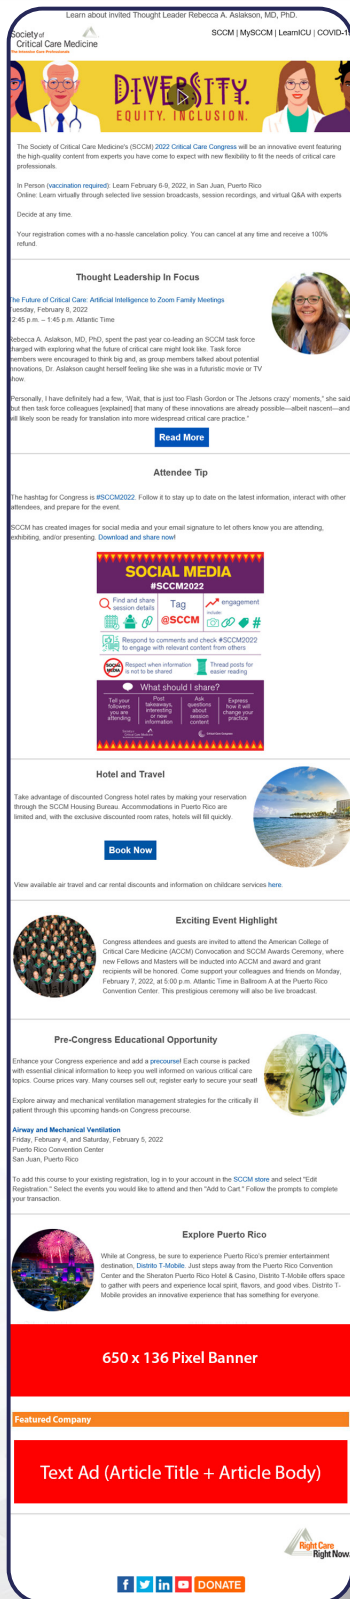 Learn about invited Thought Leader Rebecca A. Aslakson, MD, PhD.
Society of
Critical Care Medicine
The Intensive Care Professionals
SCCM | MySCCM | LearnICU | COVID-19
DIVERSITY.
EQUITY. INCLUSION.
The Society of Critical Care Medicine's (SCCM) 2022 Critical Care Congress will be an innovative event featuring
the high-quality content from experts you have come to expect with new flexibility to fit the needs of critical care
professionals.
In Person (vaccination required): Learn February 6-9, 2022, in San Juan, Puerto Rico
Online: Learn virtually through selected live session broadcasts, session recordings, and virtual Q&A with experts
Decide at any time.
Your registration comes with a no-hassle cancelation policy. You can cancel at any time and receive a 100%
refund.
Thought Leadership In Focus
The Future of Critical Care: Artificial Intelligence to Zoom Family Meetings
Tuesday, February 8, 2022
12:45 p.m. – 1:45 p.m. Atlantic Time
Rebecca A. Aslakson, MD, PhD, spent the past year co-leading an SCCM task force
charged with exploring what the future of critical care might look like. Task force
members were encouraged to think big and, as group members talked about potential
innovations, Dr. Aslakson caught herself feeling like she was in a futuristic movie or TV
show.
"Personally, I have definitely had a few, 'Wait, that is just too Flash Gordon or The Jetsons crazy' moments," she said,
"but then task force colleagues [explained] that many of these innovations are already possible—albeit nascent—and
will likely soon be ready for translation into more widespread critical care practice."
Read More
Attendee Tip
The hashtag for Congress is #SCCM2022. Follow it to stay up to date on the latest information, interact with other
attendees, and prepare for the event.
SCCM has created images for social media and your email signature to let others know you are attending,
exhibiting, and/or presenting. Download and share now!
SOCIAL MEDIA
#SCCM2022
Find and share
session details
Tag
@SCCM
engagement
include:
Respond to comments and check #SCCM2022
to engage with relevant content from others
SOCIAL MEDIA
Respect when information
is not to be shared
Thread posts for
easier reading
What should I share?
Tell your
followers
you are
attending
Post
takeaways,
interesting
or new
information
Ask
questions
about
session
content
Express
how it will
change your
practice
Hotel and Travel
Take advantage of discounted Congress hotel rates by making your reservation
through the SCCM Housing Bureau. Accommodations in Puerto Rico are
limited and, with the exclusive discounted room rates, hotels will fill quickly.
Book Now
View available air travel and car rental discounts and information on childcare services here.
Exciting Event Highlight
Congress attendees and guests are invited to attend the American College of
Critical Care Medicine (ACCM) Convocation and SCCM Awards Ceremony, where
new Fellows and Masters will be inducted into ACCM and award and grant
recipients will be honored. Come support your colleagues and friends on Monday,
February 7, 2022, at 5:00 p.m. Atlantic Time in Ballroom A at the Puerto Rico
Convention Center. This prestigious ceremony will also be live broadcast.
Pre-Congress Educational Opportunity
Enhance your Congress experience and add a precourse! Each course is packed
with essential clinical information to keep you well informed on various critical care
topics. Course prices vary. Many courses sell out; register early to secure your seat!
Explore airway and mechanical ventilation management strategies for the critically ill
patient through this upcoming hands-on Congress precourse.
Airway and Mechanical Ventilation
Friday, February 4, and Saturday, February 5, 2022
Puerto Rico Convention Center
San Juan, Puerto Rico
To add this course to your existing registration, log in to your account in the SCCM store and select "Edit
Registration." Select the events you would like to attend and then "Add to Cart." Follow the prompts to complete
your transaction.
Explore Puerto Rico
While at Congress, be sure to experience Puerto Rico's premier entertainment
destination, Distrito T-Mobile. Just steps away from the Puerto Rico Convention
Center and the Sheraton Puerto Rico Hotel & Casino, Distrito T-Mobile offers space
to gather with peers and experience local spirit, flavors, and good vibes. Distrito T-
Mobile provides an innovative experience that has something for everyone.
650 x 136 Pixel Banner
Featured Company
Text Ad (Article Title + Article Body)
Right Care
Right Now
DONATE